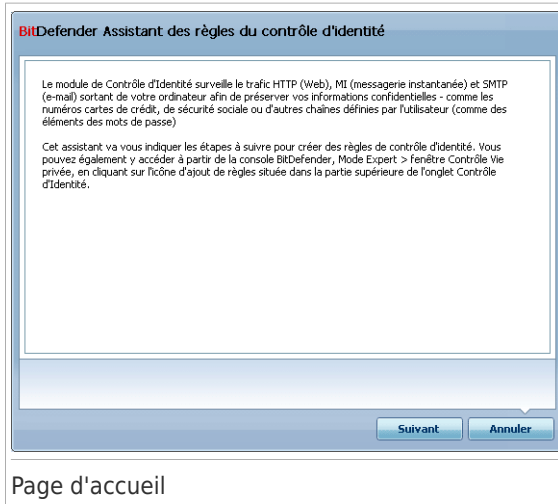 BitDefender Assistant des règles du contrôle d'identité
Le module de Contrôle d'Identité surveille le trafic HTTP (Web), MI (messagerie instantanée) et SMTP
(e-mail) sortant de votre ordinateur afin de préserver vos informations confidentielles - comme les
numéros cartes de crédit, de sécurité sociale ou d'autres chaînes définies par l'utilisateur (comme des
éléments des mots de passe)
Cet assistant va vous indiquer les étapes à suivre pour créer des règles de contrôle d'identité. Vous
pouvez également y accéder à partir de la console BitDefender, Mode Expert > fenêtre Contrôle Vie
privée, en cliquant sur l'icône d'ajout de règles située dans la partie supérieure de l'onglet Contrôle
d'Identité.
Suivant Annuler
Page d'accueil